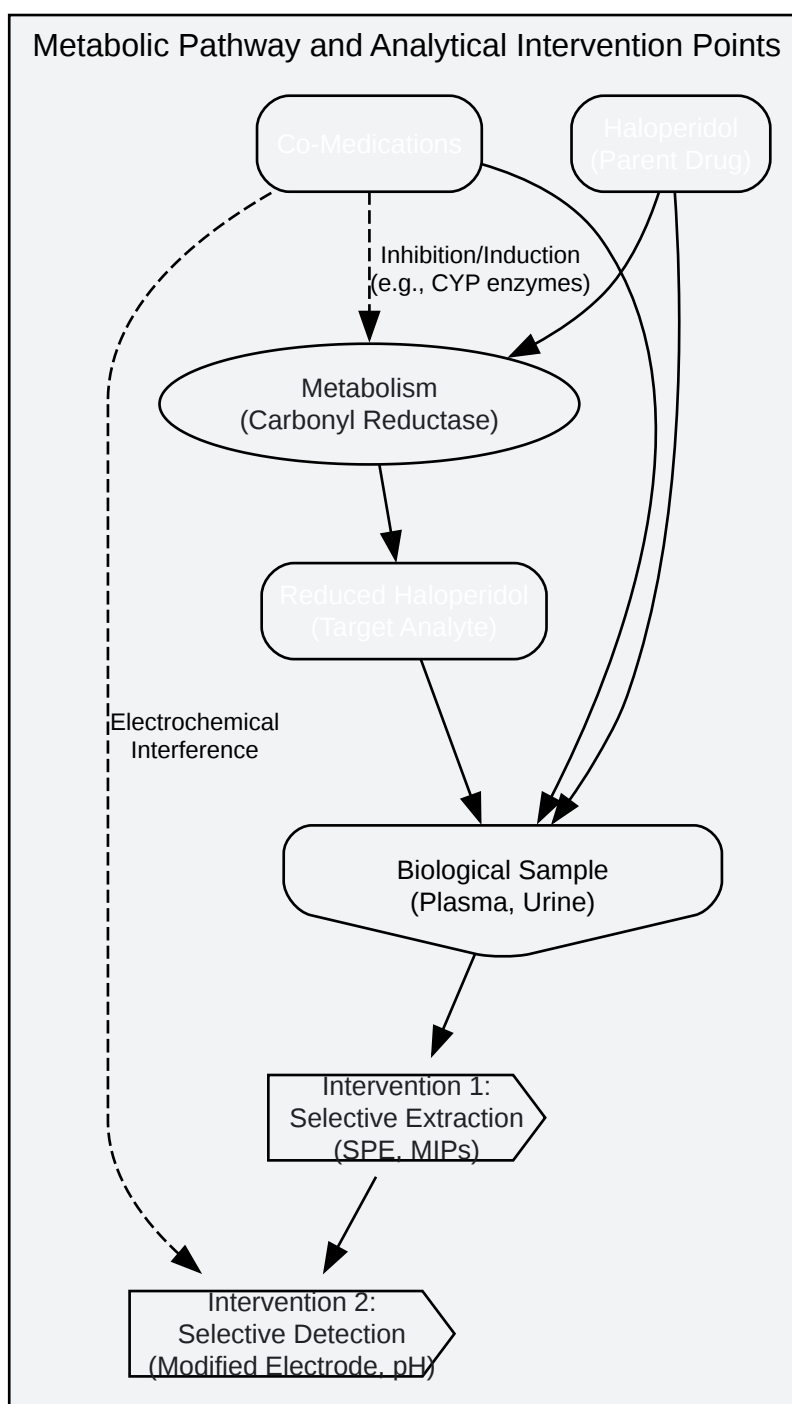 Metabolic Pathway and Analytical Intervention Points
Co-Medications
Haloperidol
(Parent Drug)
Inhibition/Induction
(e.g., CYP enzymes)
Metabolism
(Carbonyl Reductase)
Reduced Haloperidol
(Target Analyte)
Electrochemical
Interference
Biological Sample
(Plasma, Urine)
Intervention 1:
Selective Extraction
(SPE, MIPs)
Intervention 2:
Selective Detection
(Modified Electrode, pH)